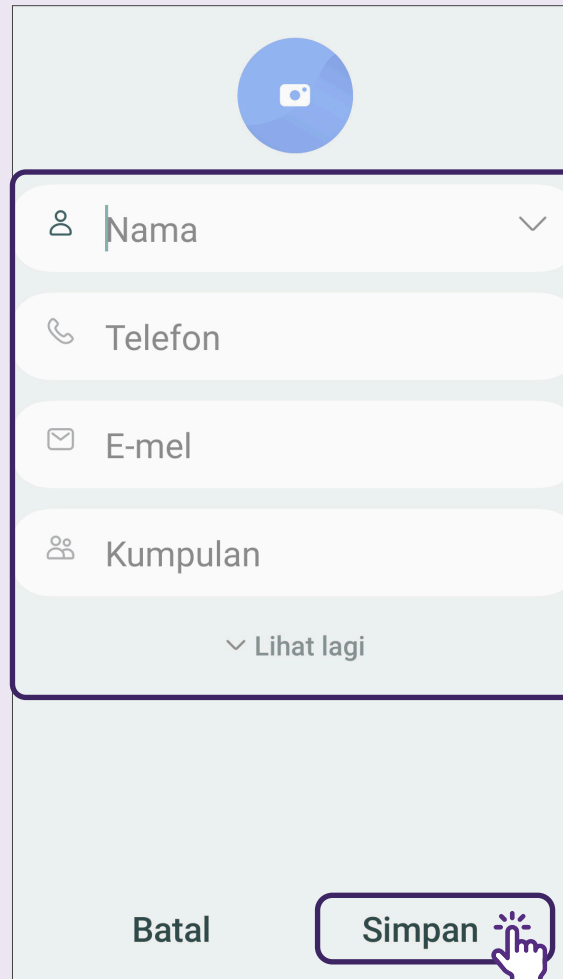 Nama
Telefon
E-mel
Kumpulan
Lihat lagi
Batal
Simpan